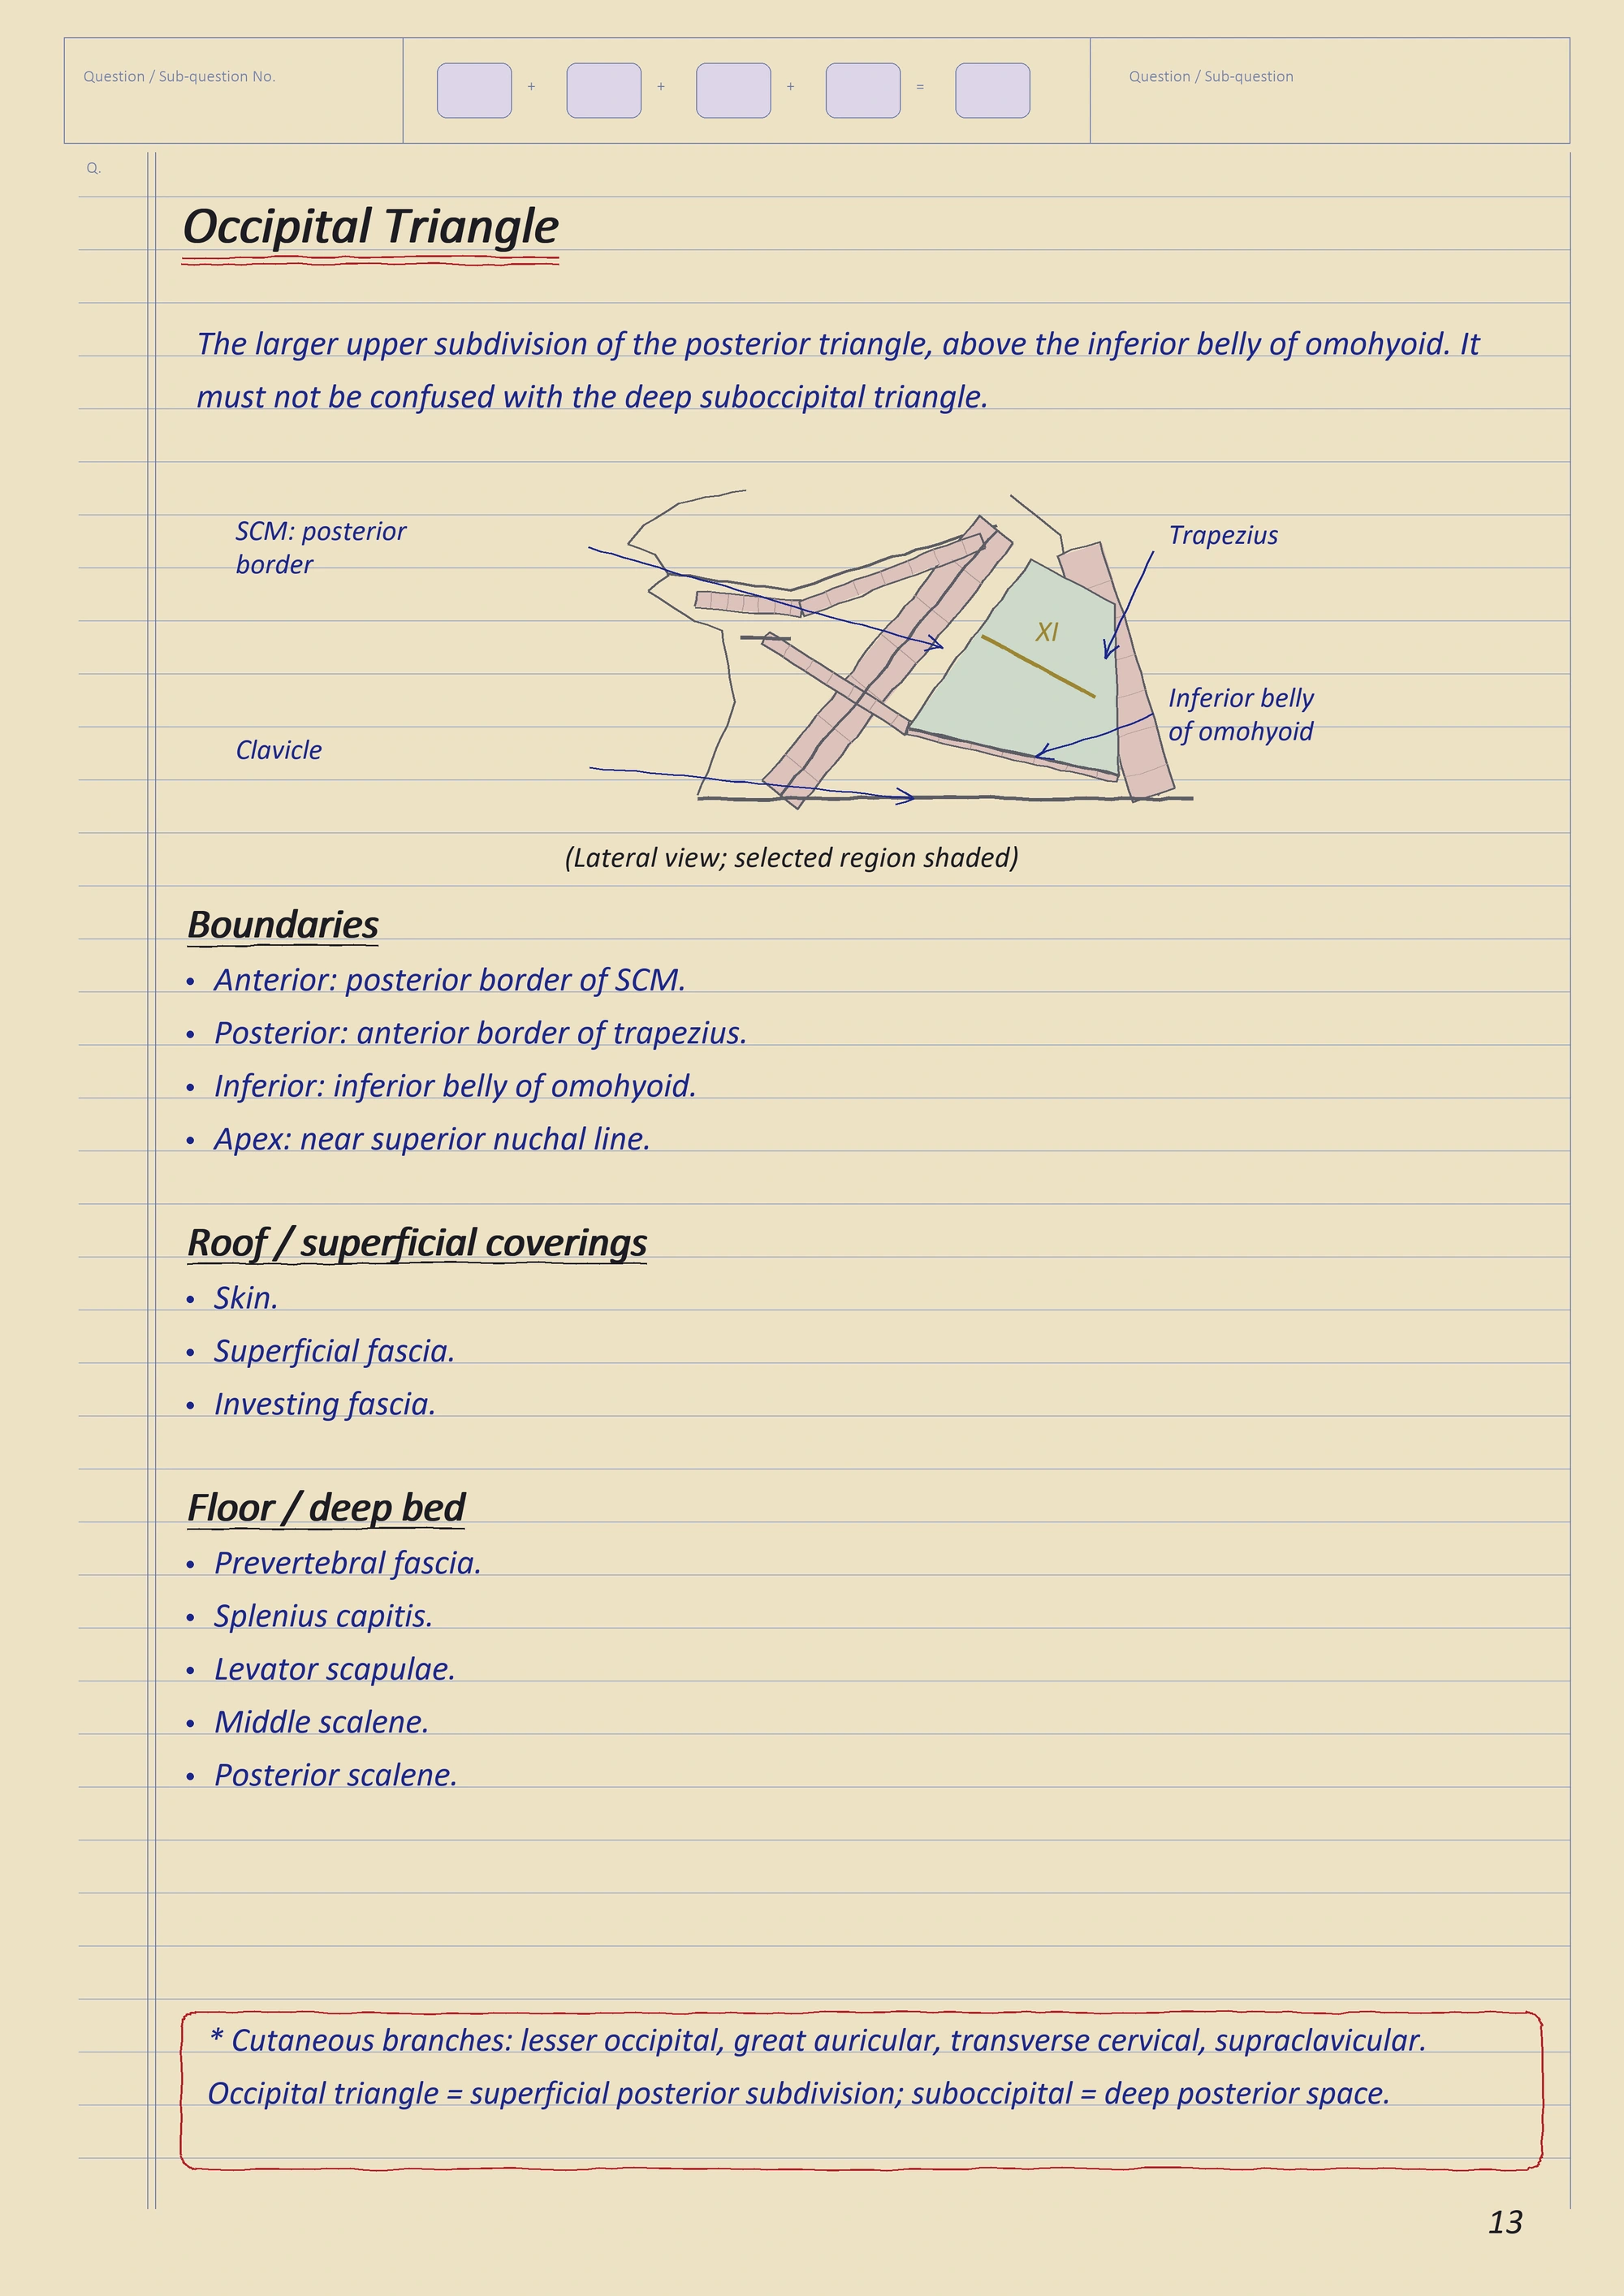 Question / Sub-question No.
+ + + =
Question / Sub-question
Q.
Occipital Triangle
The larger upper subdivision of the posterior triangle, above the inferior belly of omohyoid. It
must not be confused with the deep suboccipital triangle.
SCM: posterior
border
Trapezius
XI
Inferior belly
of omohyoid
Clavicle
(Lateral view; selected region shaded)
Boundaries
• Anterior: posterior border of SCM.
• Posterior: anterior border of trapezius.
• Inferior: inferior belly of omohyoid.
• Apex: near superior nuchal line.
Roof / superficial coverings
• Skin.
• Superficial fascia.
• Investing fascia.
Floor / deep bed
• Prevertebral fascia.
• Splenius capitis.
• Levator scapulae.
• Middle scalene.
• Posterior scalene.
* Cutaneous branches: lesser occipital, great auricular, transverse cervical, supraclavicular.
Occipital triangle = superficial posterior subdivision; suboccipital = deep posterior space.
13